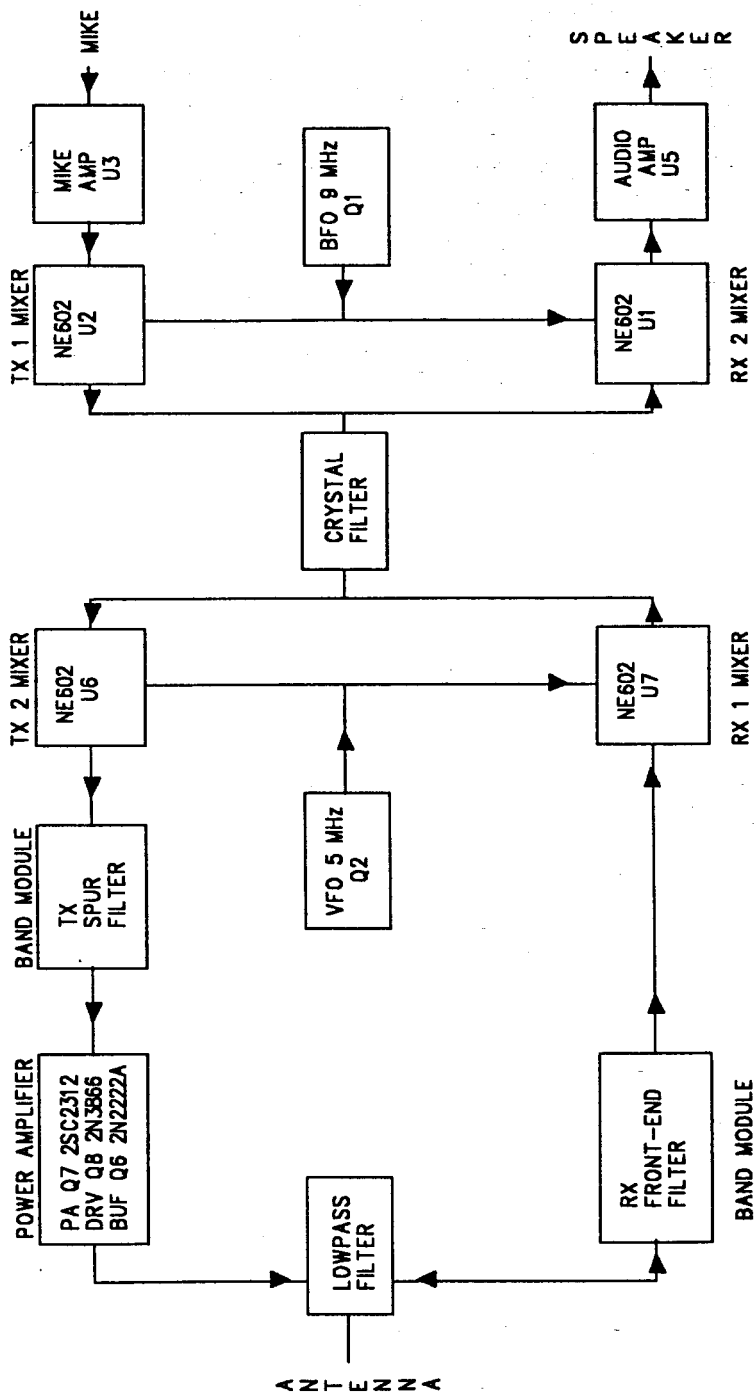 POWER AMPLIFIER
PA Q7 2SC2312
DRV Q8 2N3866
BUF Q6 2N2222A
BAND MODULE
TX
SPUR
FILTER
TX 2 MIXER
NE602
U6
TX 1 MIXER
NE602
U2
MIKE
AMP
U3
MIKE
ANTENNA
LOWPASS
FILTER
VFO 5 MHz
Q2
CRYSTAL
FILTER
BFO 9 MHz
Q1
RX
FRONT-END
FILTER
BAND MODULE
NE602
U7
RX 1 MIXER
NE602
U1
RX 2 MIXER
AUDIO
AMP
U5
SPEAKER